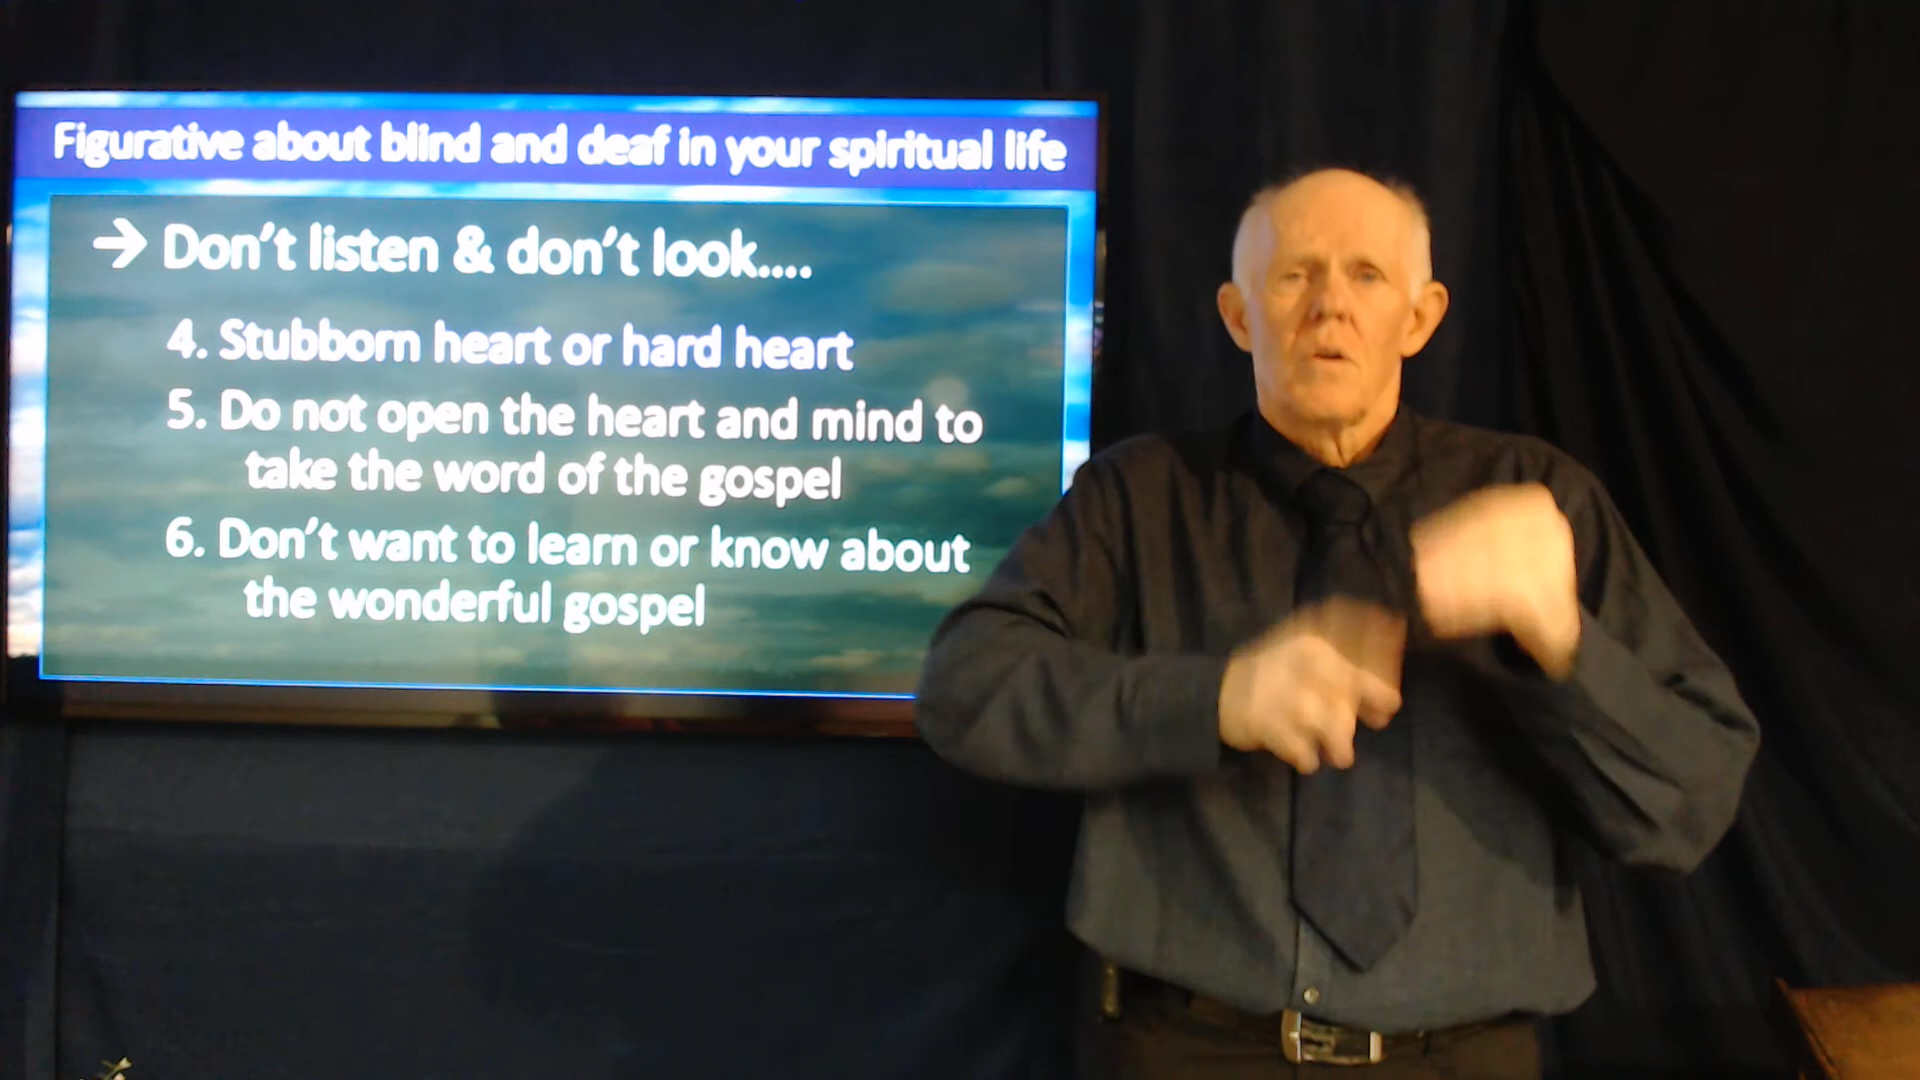 Figurative about blind and deaf in your spiritual life
→ Don't listen & don't look....
4. Stubborn heart or hard heart
5. Do not open the heart and mind to
take the word of the gospel
6. Don't want to learn or know about
the wonderful gospel